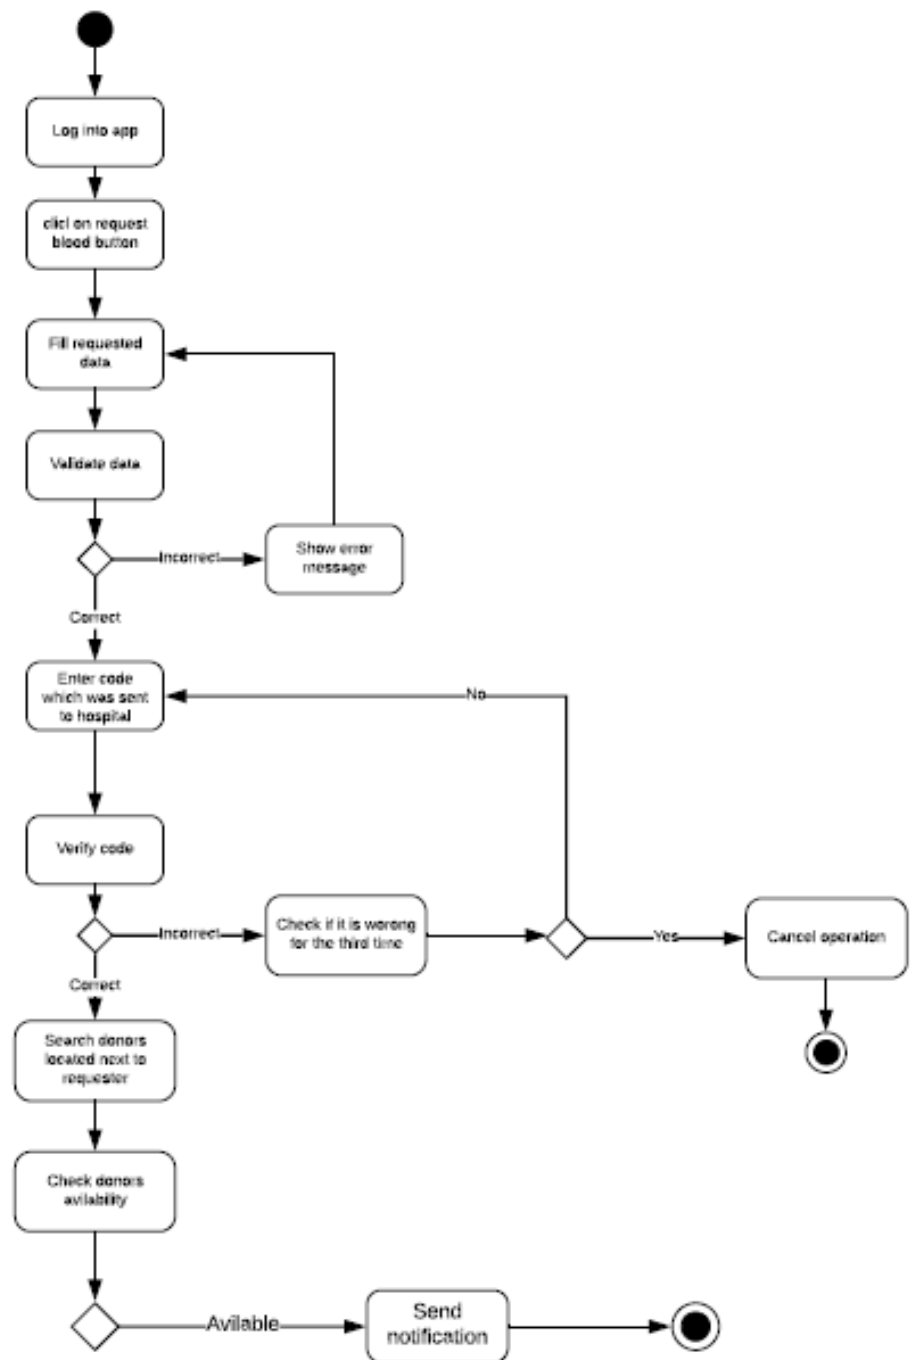 Log into app
clicl on request
blood button
Fill requested
data
Validate data
Incorrect
Show error
message
Correct
Enter code
which was sent
to hospital
No
Verify code
Incorrect
Check if it is worong
for the third time
Yes
Cancel operation
Correct
Search donors
located next to
requester
Check donors
avilability
Avilable
Send
notification